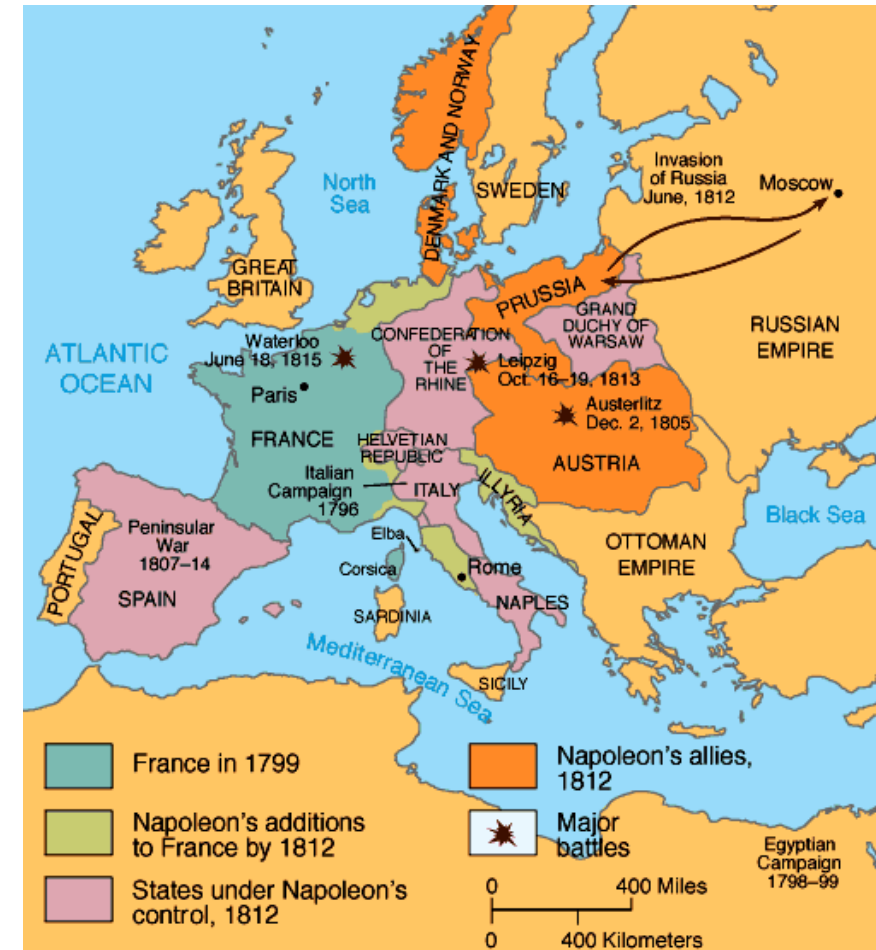 DENMARK AND NORWAY
SWEDEN
North
Sea
Invasion
of Russia
June, 1812
Moscow
GREAT
BRITAIN
PRUSSIA
GRAND
DUCHY OF
WARSAW
RUSSIAN
EMPIRE
ATLANTIC
OCEAN
Waterloo
June 18, 1815
CONFEDERATION
OF
THE
RHINE
Leipzig
Oct. 16–19, 1813
Paris
Austerlitz
Dec. 2, 1805
FRANCE
HELVETIAN
REPUBLIC
AUSTRIA
Italian
Campaign
1796
ITALY
ILLYRIA
Black Sea
PORTUGAL
Peninsular
War
1807–14
SPAIN
Elba
Corsica
Rome
OTTOMAN
EMPIRE
SARDINIA
NAPLES
Mediterranean Sea
SICILY
France in 1799
Napoleon's additions
to France by 1812
States under Napoleon's
control, 1812
Napoleon's allies,
1812
Major
battles
Egyptian
Campaign
1798–99
0 400 Miles
0 400 Kilometers